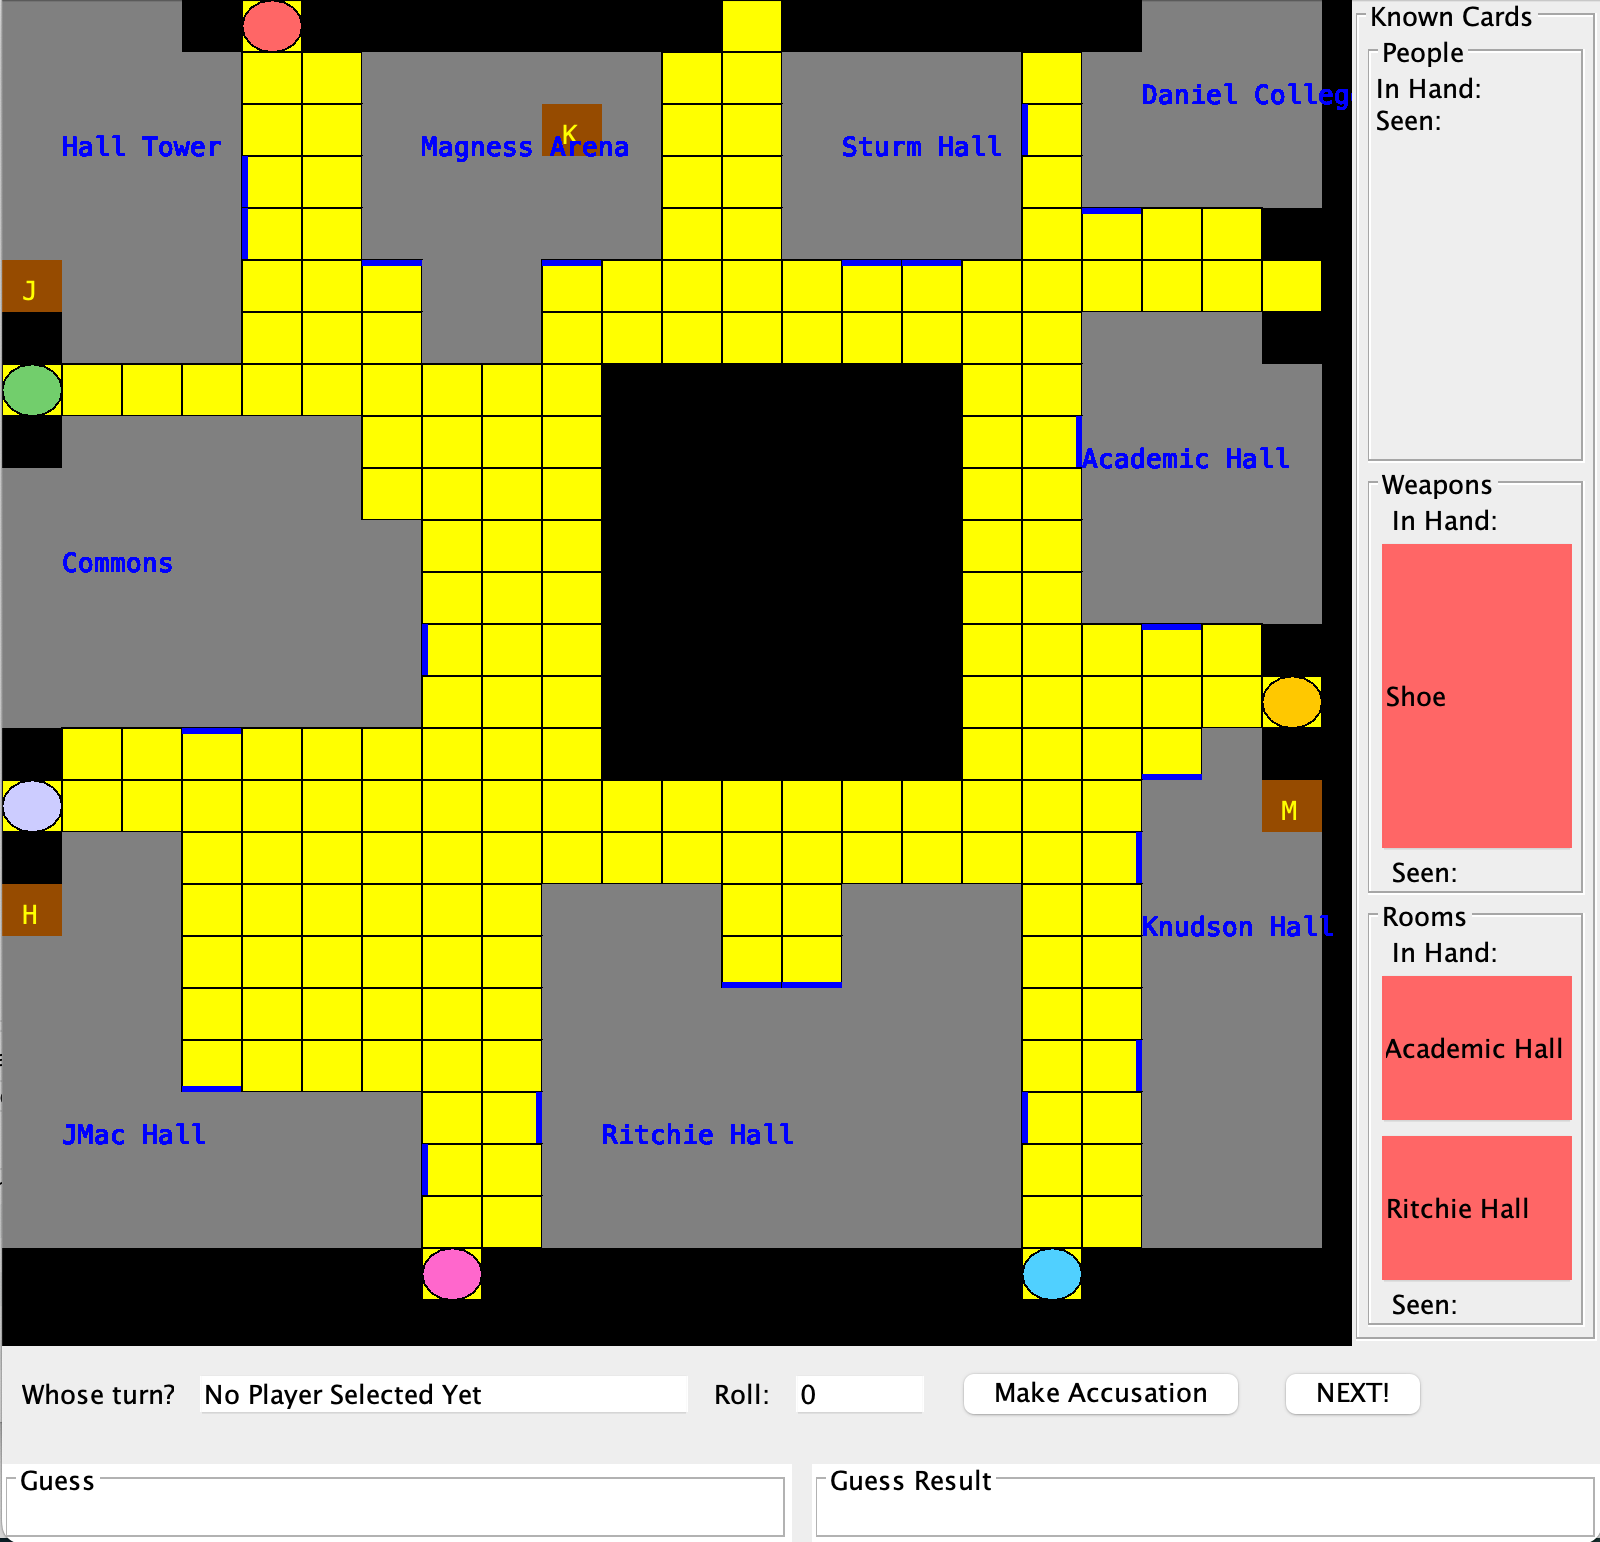 Known Cards
People
In Hand:
Seen:
Daniel Colleg
K
Hall Tower
Magness Arena
Sturm Hall
J
Academic Hall
Weapons
In Hand:
Commons
Shoe
M
Seen:
H
Rooms
Knudson Hall
In Hand:
Academic Hall
JMac Hall
Ritchie Hall
Ritchie Hall
Seen:
Whose turn? No Player Selected Yet Roll: 0 Make Accusation NEXT!
Guess
Guess Result